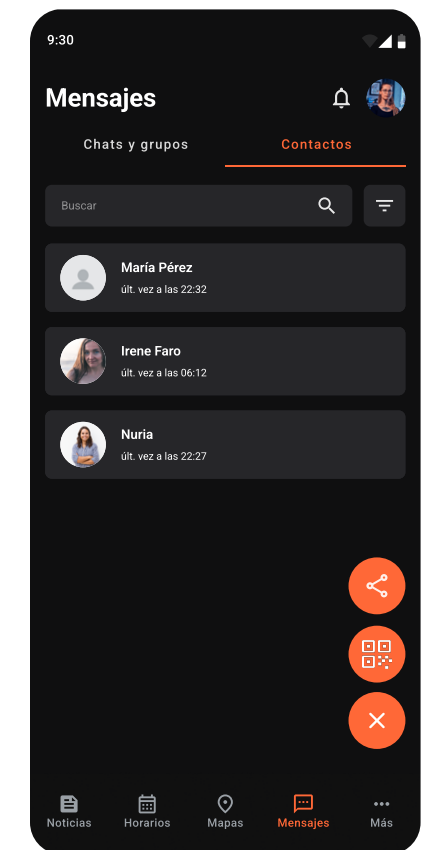 9:30
Mensajes
Chats y grupos
Contactos
Buscar
María Pérez
últ. vez a las 22:32
Irene Faro
últ. vez a las 06:12
Nuria
últ. vez a las 22:27
Noticias
Horarios
Mapas
Mensajes
Más